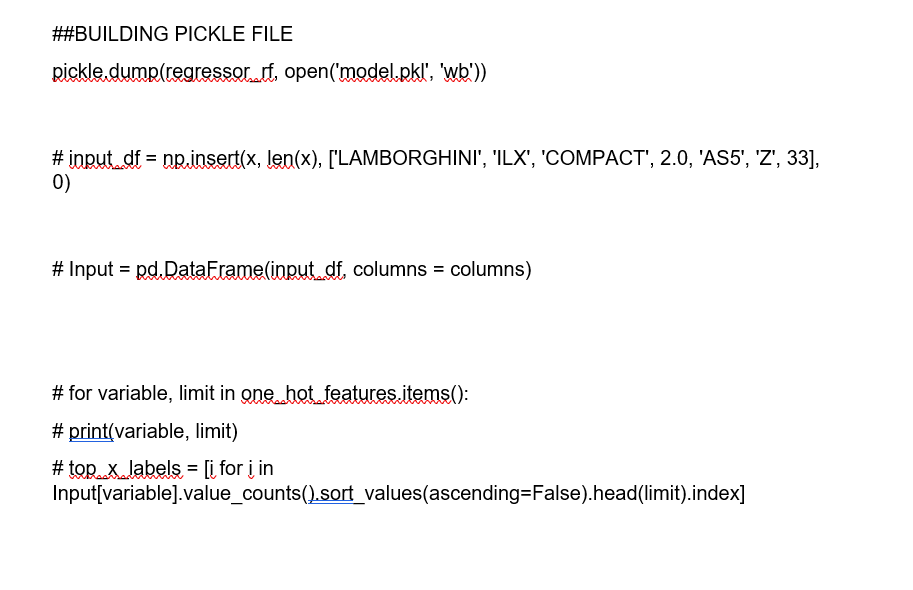 ##BUILDING PICKLE FILE
pickle.dump(regressor_rf, open('model.pkl', 'wb'))
# input_df = np.insert(x, len(x), ['LAMBORGHINI', 'ILX', 'COMPACT', 2.0, 'AS5', 'Z', 33],
0)
# Input = pd.DataFrame(input_df, columns = columns)
# for variable, limit in one_hot_features.items():
# print(variable, limit)
# top_x_labels = [i for i in
Input[variable].value_counts().sort_values(ascending=False).head(limit).index]